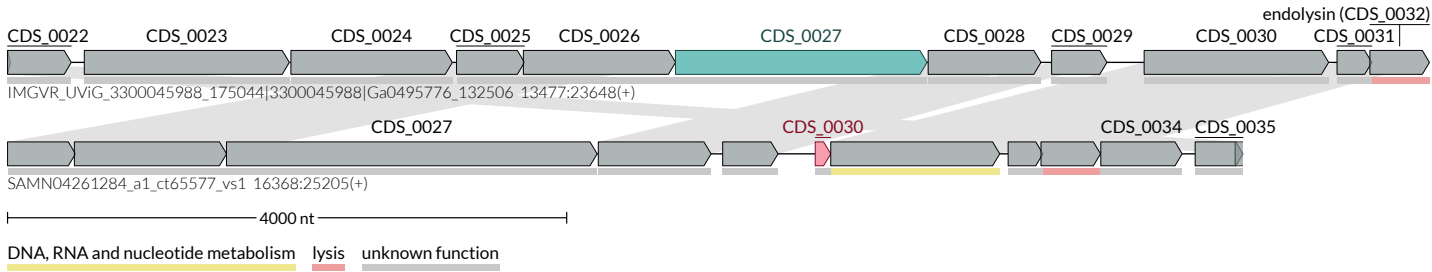 endolysin (CDS_0032)
CDS_0022 CDS_0023 CDS_0024 CDS_0025 CDS_0026 CDS_0027 CDS_0028 CDS_0029 CDS_0030 CDS_0031
IMGVR_UViG_3300045988_175044|3300045988|Ga0495776_132506 13477:23648(+)
CDS_0027 CDS_0030 CDS_0034 CDS_0035
SAMN04261284_a1_ct65577_vs1 16368:25205(+)
4000 nt
DNA, RNA and nucleotide metabolism lysis unknown function